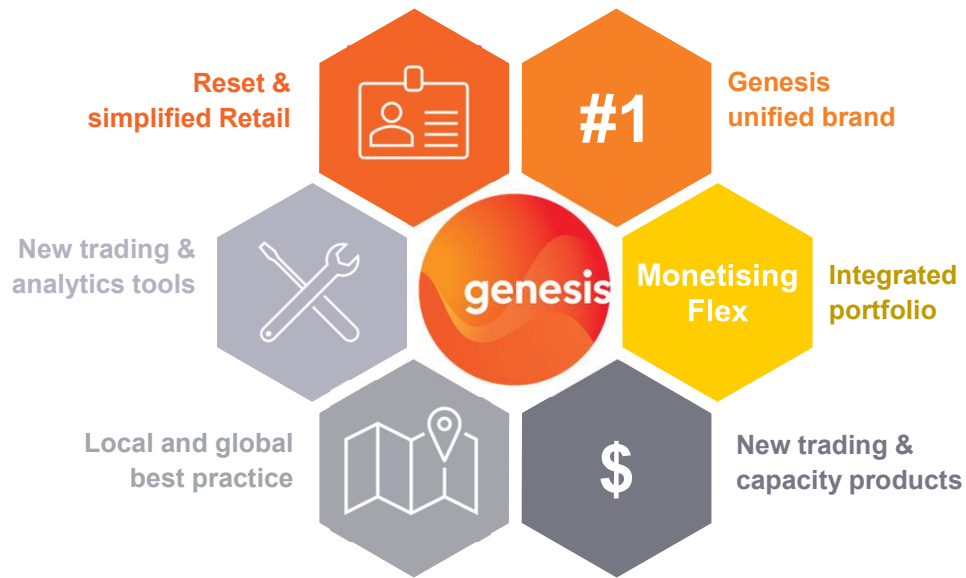 Reset &
simplified Retail
#1
Genesis
unified brand
New trading &
analytics tools
genesis
Monetising
Flex
Integrated
portfolio
Local and global
best practice
$
New trading &
capacity products